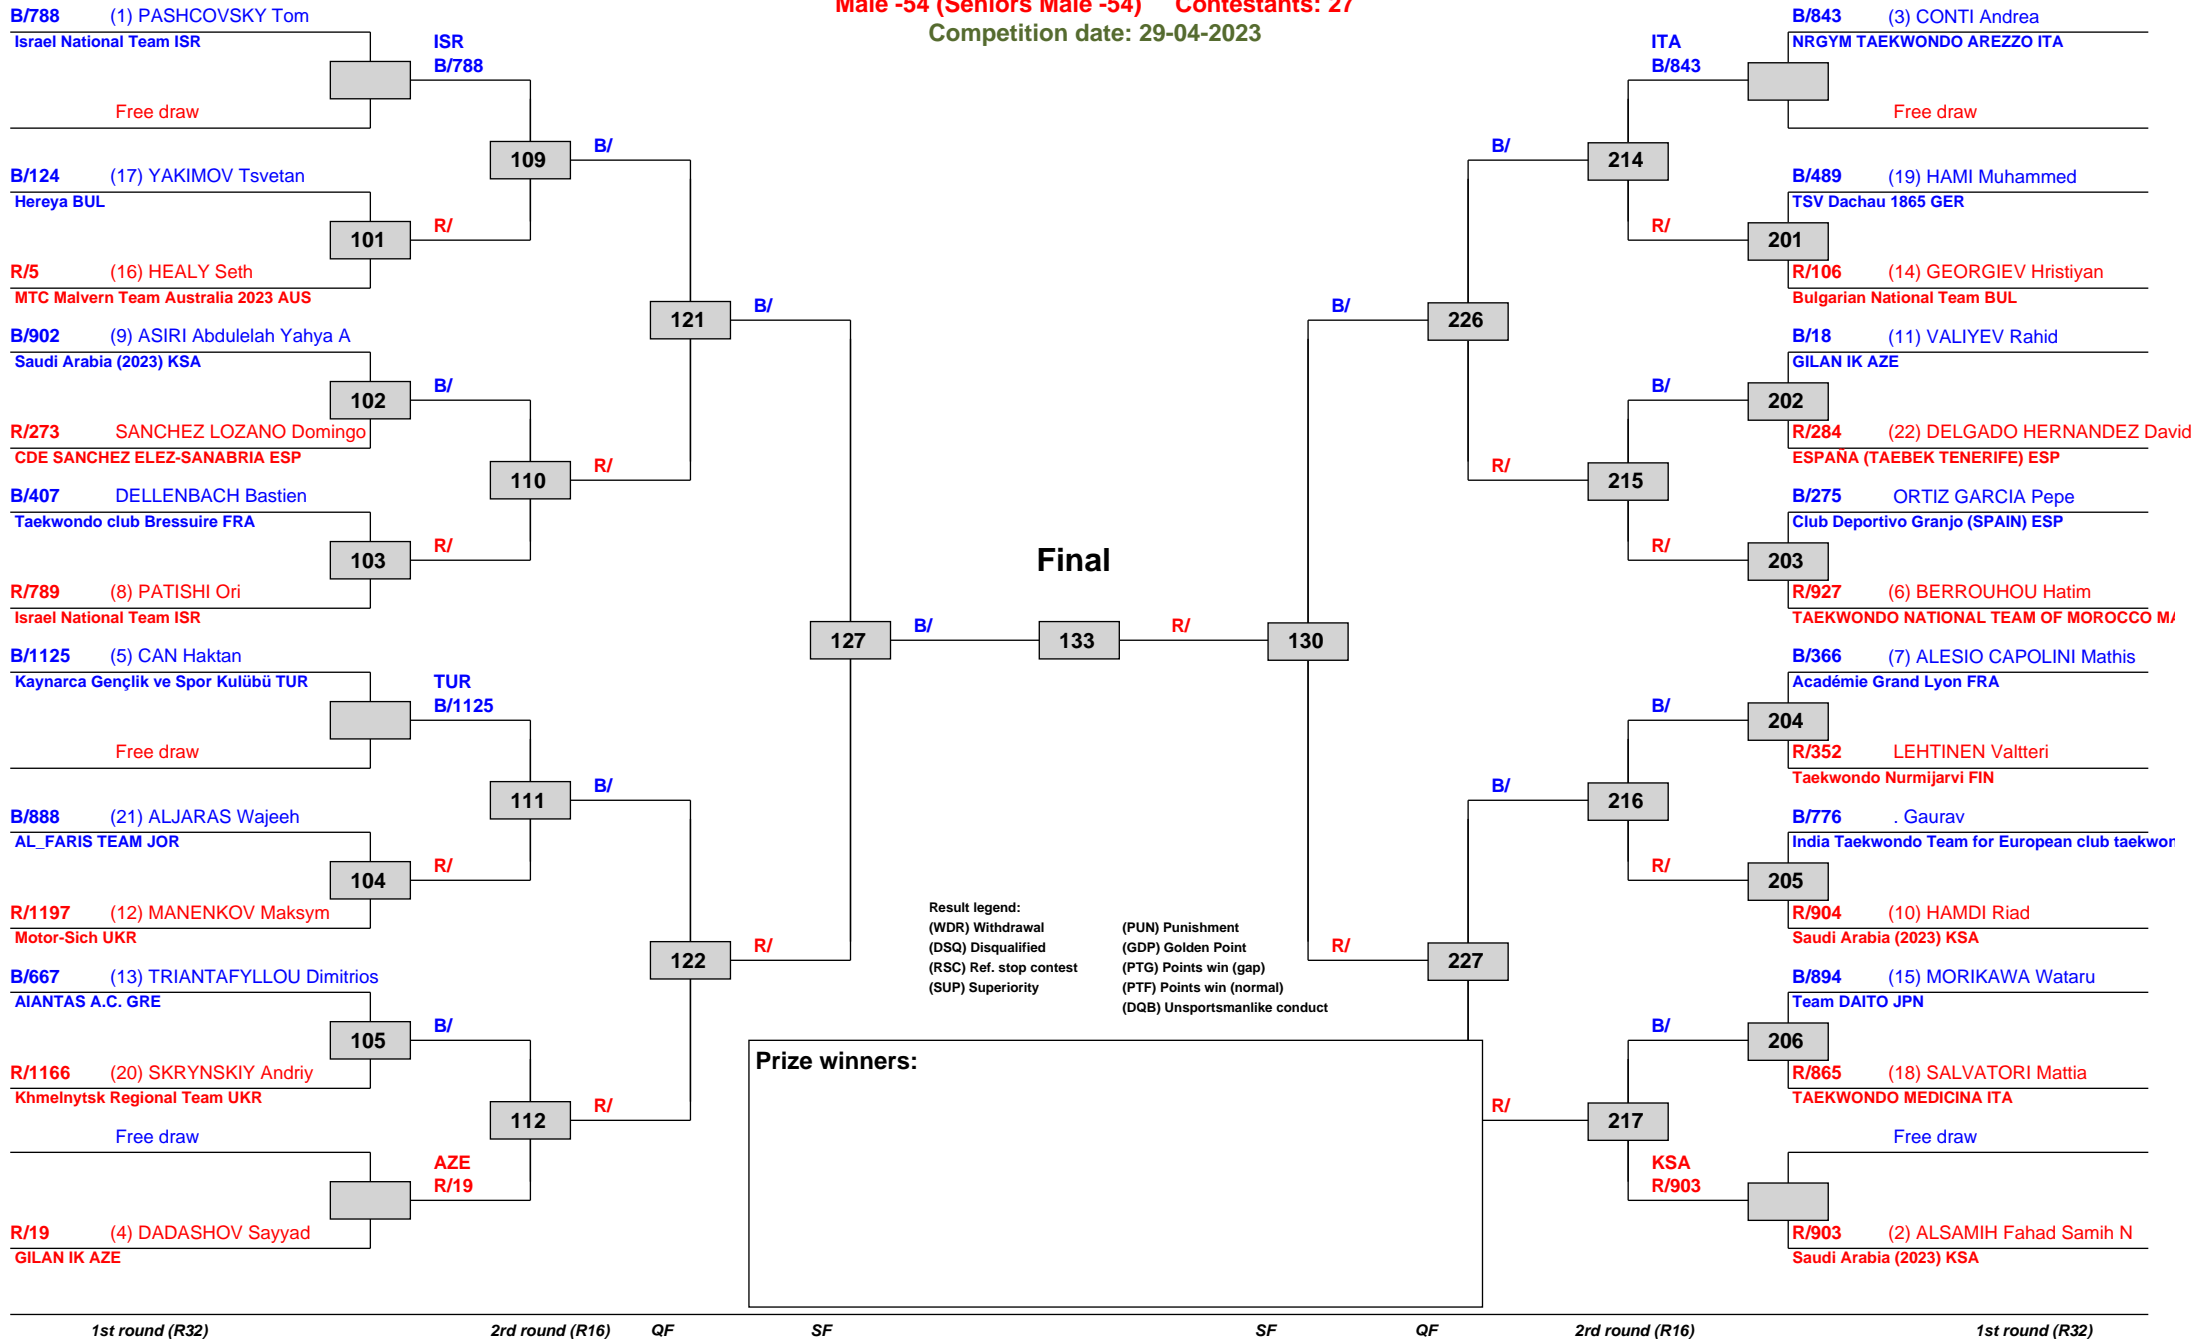 Male -54 (Seniors Male -54) Contestants: 27
Competition date: 29-04-2023
B/788 (1) PASHCOVSKY Tom
Israel National Team ISR
Free draw
B/124 (17) YAKIMOV Tsvetan
Hereya BUL
R/5 (16) HEALY Seth
MTC Malvern Team Australia 2023 AUS
B/902 (9) ASIRI Abdulelah Yahya A
Saudi Arabia (2023) KSA
R/273 SANCHEZ LOZANO Domingo
CDE SANCHEZ ELEZ-SANABRIA ESP
B/407 DELLENBACH Bastien
Taekwondo club Bressuire FRA
R/789 (8) PATISHI Ori
Israel National Team ISR
B/1125 (5) CAN Haktan
Kaynarca Gençlik ve Spor Kulübü TUR
Free draw
B/888 (21) ALJARAS Wajeeh
AL_FARIS TEAM JOR
R/1197 (12) MANENKOV Maksym
Motor-Sich UKR
B/667 (13) TRIANTAFYLLOU Dimitrios
AIANTAS A.C. GRE
R/1166 (20) SKRYNSKIY Andriy
Khmelnytsk Regional Team UKR
Free draw
R/19 (4) DADASHOV Sayyad
GILAN IK AZE
101
102
103
104
105
ISR
B/788
R/
B/
R/
TUR
B/1125
R/
B/
AZE
R/19
109
110
111
112
B/
R/
B/
R/
121
122
B/
R/
127
B/
Final
133
R/
130
B/
R/
226
227
B/
R/
B/
R/
214
215
216
217
ITA
B/843
R/
B/
R/
B/
R/
B/
KSA
R/903
201
202
203
204
205
206
B/843 (3) CONTI Andrea
NRGYM TAEKWONDO AREZZO ITA
Free draw
B/489 (19) HAMI Muhammed
TSV Dachau 1865 GER
R/106 (14) GEORGIEV Hristiyan
Bulgarian National Team BUL
B/18 (11) VALIYEV Rahid
GILAN IK AZE
R/284 (22) DELGADO HERNANDEZ David
ESPAÑA (TAEBEK TENERIFE) ESP
B/275 ORTIZ GARCIA Pepe
Club Deportivo Granjo (SPAIN) ESP
R/927 (6) BERROUHOU Hatim
TAEKWONDO NATIONAL TEAM OF MOROCCO
B/366 (7) ALESIO CAPOLINI Mathis
Académie Grand Lyon FRA
R/352 LEHTINEN Valtteri
Taekwondo Nurmijarvi FIN
B/776 . Gaurav
India Taekwondo Team for European club
R/904 (10) HAMDI Riad
Saudi Arabia (2023) KSA
B/894 (15) MORIKAWA Wataru
Team DAITO JPN
R/865 (18) SALVATORI Mattia
TAEKWONDO MEDICINA ITA
Free draw
R/903 (2) ALSAMIH Fahad Samih N
Saudi Arabia (2023) KSA
Result legend:
(WDR) Withdrawal
(DSQ) Disqualified
(RSC) Ref. stop contest
(SUP) Superiority
(PUN) Punishment
(GDP) Golden Point
(PTG) Points win (gap)
(PTF) Points win (normal)
(DQB) Unsportsmanlike conduct
Prize winners:
1st round (R32) 2rd round (R16) QF SF SF QF 2rd round (R16) 1st round (R32)